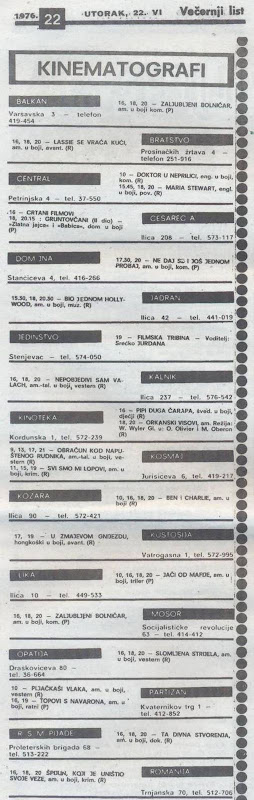 1976. 22 UTORAK, 22. VI Večernji list
KINEMATOGRAFI
BALKAN
Varsavska 3 — telefon
419-454
16, 18, 20 — ZALJUBLJENI BOLNIČAR,
am. u boji kom. (P)
16, 18, 20 — LASSIE SE VRAĆA KUĆI,
am. u boji, avent. (R)
BRATSTVO
Prosinačkih žrtava 4 —
telefon 251-916
CENTRAL
Petrinjska 4 — tel. 37-550
10 — DOKTOR U NEPRILICI, engl. u boji,
kom. (R)
15.45, 18, 20 — MARIA STEWART, engl.
u boji, pov. (R)
16 — CRTANI FILMOVI
18, 20.15 : GRUNTOVČANI (II dio) —
»Zlatna jajca« i »Babica«, dom. u boji
(P)
CESAREC A
Ilica 208 — tel. 573-117
DOM JNA
Stančićeva 4, tel. 416-266
17.30, 20 — NE DAJ SE I JOŠ JEDNOM
PROBAJ, am. u boji, kom. (P)
15.30, 18, 20.30 — BIO JEDNOM HOLLY-
WOOD, am. u boji, muz. (R)
JADRAN
Ilica 42 — tel. 441-019
JEDINSTVO
Stenjevac — tel. 574-050
19 — FILMSKA TRIBINA — Voditelj:
Srećko JURDANA
16, 18, 20 — NEPOBJEDIVI SAM VA-
LACH, am.-tal. u boji, vestern (R)
KALNIK
Ilica 237 — tel. 576-542
KINOTEKA
Kordunska 1, tel. 572-239
16 — PIPI DUGA ČARAPA, šved. u boji,
dječji (R)
18, 20 — ORKANSKI VISOVI, am. Režija:
W. Wyler Gl. u: O. Olivier i M. Oberon
(R)
9, 13, 17, 21 — OBRAČUN KOD NAPU-
ŠTENOG RUDNIKA, am.-tal. u boji, ve-
stern (R)
11, 15, 19 — SVI SMO MI LOPOVI, am. u
boji, krim. (R)
KOSMAJ
Jurišićeva 6, tel. 419-217
KOZARA
Ilica 90 — tel. 572-421
10, 16, 18, 20 — BEN I CHARLIE, am. u
boji, vestern (R)
17, 19 — U ZMAJEVOM GNIJEZDU,
hongkoški u boji, avant. (R)
KUSTOSIJA
Vatrogasna 1, tel. 572-995
LIKA
Ilica 10 — tel. 449-533
10, 16, 18, 20 — JAČI OD MAFIJE, am. u
boji, triler (P)
16, 18, 20 — ZALJUBLJENI BOLNIČAR,
am. u boji, kom. (P)
MOSOR
Socijalističke revolucije
63 — tel. 414-412
OPATIJA
Draskovićeva 80 —
tel. 36-664
16, 18, 20 — SLOMLJENA STRIJELA, am.
u boji, vestern (R)
10 — PLJAČKAŠI VLAKA, am. u boji,
vestern (R)
16, 19 — TOPOVI S NAVARONA, am. u
boji, ratni (P)
PARTIZAN
Kvaternikov trg 1 —
tel. 412-852
R S M PIJADE
Proleterskih brigada 68 —
tel. 513-222
16, 18, 20 — TA DIVNA STVORENJA,
am. u boji, dok. (R)
16, 18, 20 ŠPIJUN, KOJI JE UNIŠTIO
SVOJE VEZE, am. u boji, krim. (R)
ROMANIJA
Trnjanska 70, tel. 512-706